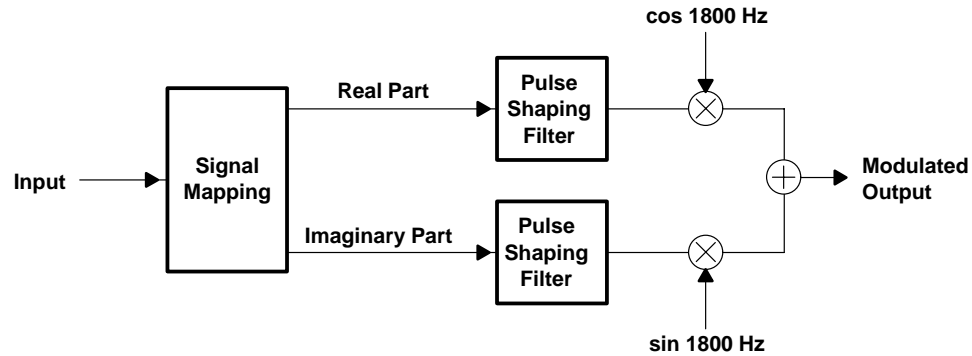 cos 1800 Hz
Real Part
Pulse
Shaping
Filter
Input
Signal
Mapping
Modulated
Output
Imaginary Part
Pulse
Shaping
Filter
sin 1800 Hz